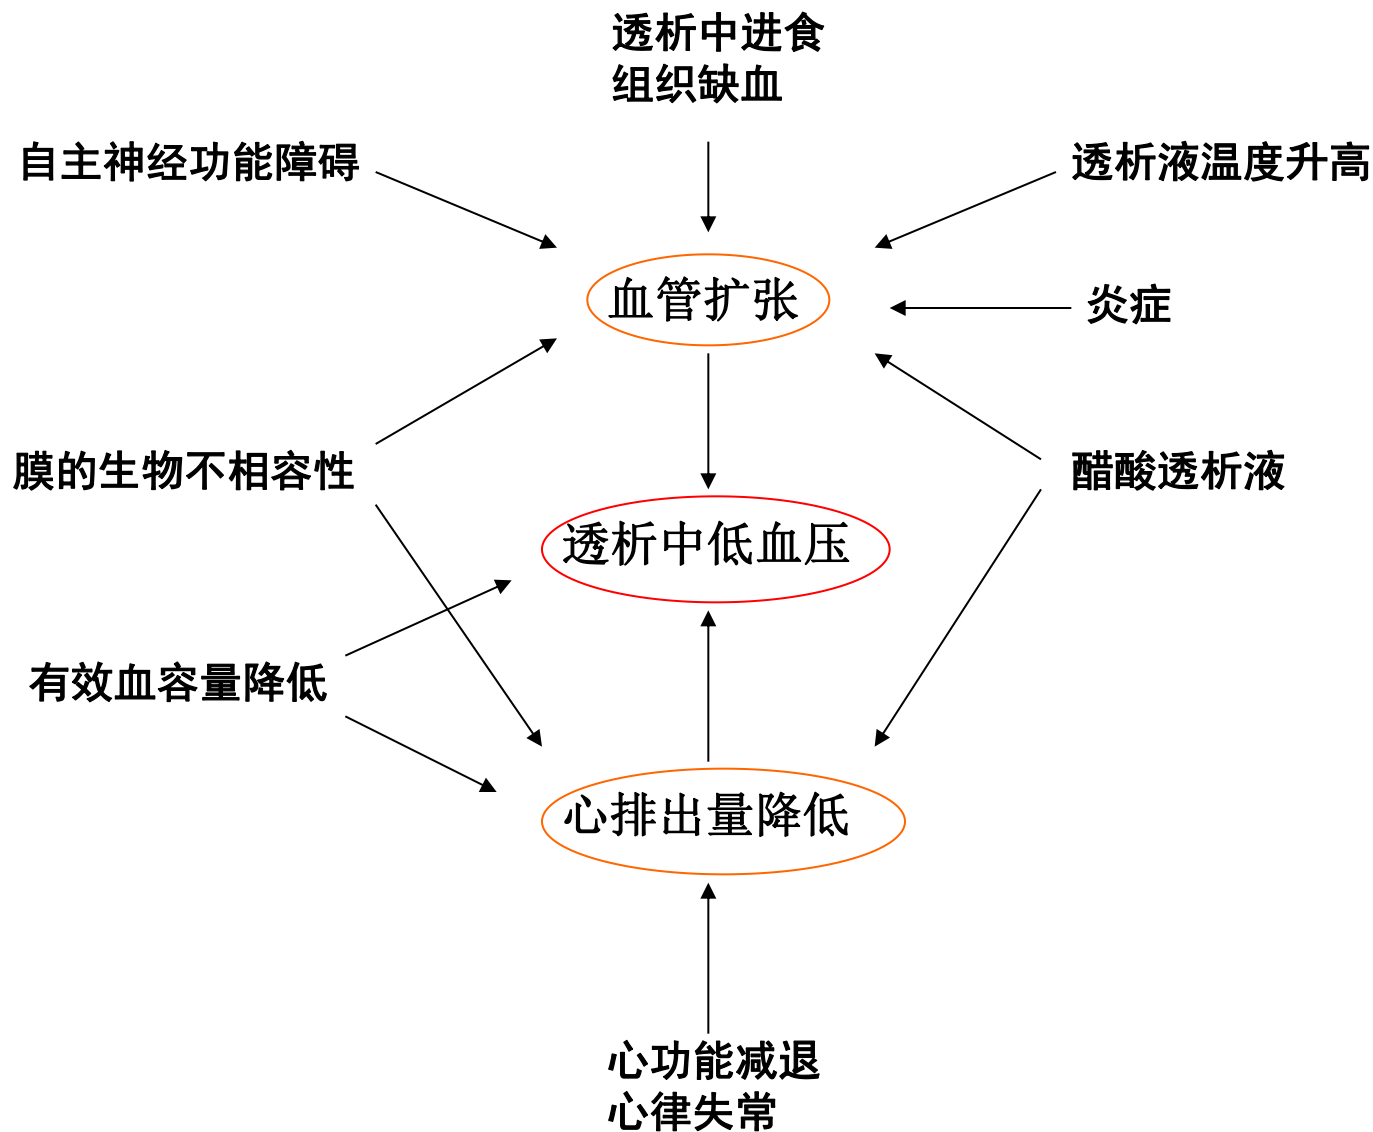 透析中进食
组织缺血
自主神经功能障碍
透析液温度升高
血管扩张
炎症
膜的生物不相容性
醋酸透析液
透析中低血压
有效血容量降低
心排出量降低
心功能减退
心律失常